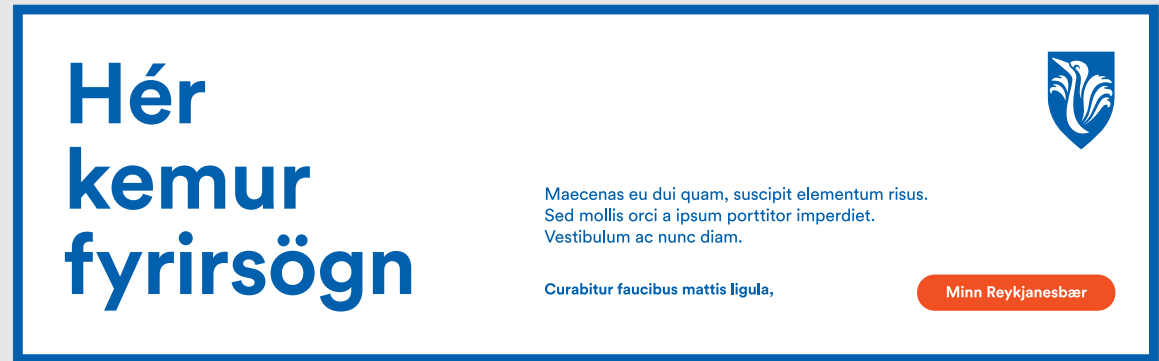 Hér
kemur
fyrirsögn
Maecenas eu dui quam, suscipit elementum risus.
Sed mollis orci a ipsum porttitor imperdiet.
Vestibulum ac nunc diam.
Curabitur faucibus mattis ligula,
Minn Reykjanesbær